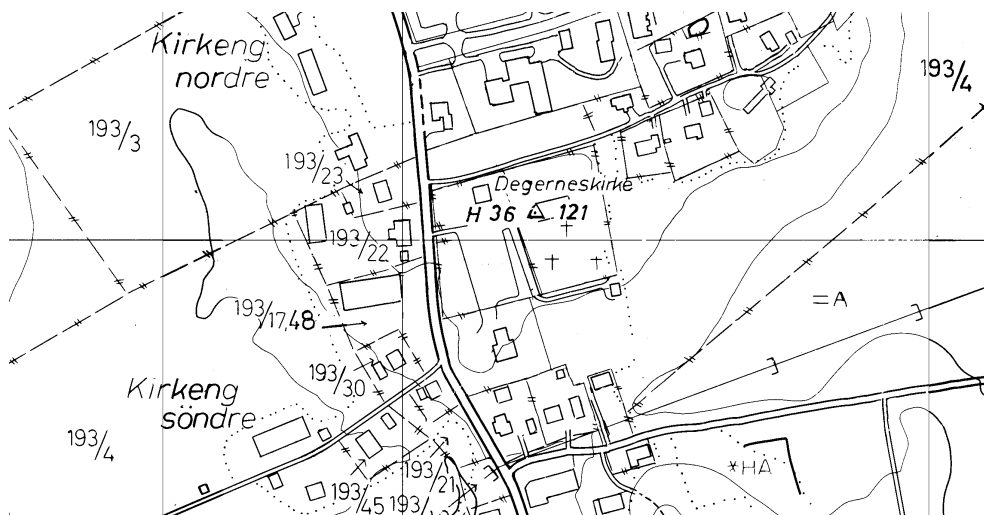 Kirkeng
nordre
193/4
193/3
193/23
Degerneskirke
H 36 121
193/22
=A
193/17,48
193/30
Kirkeng
söndre
193/4
193/21
*HA
193/45